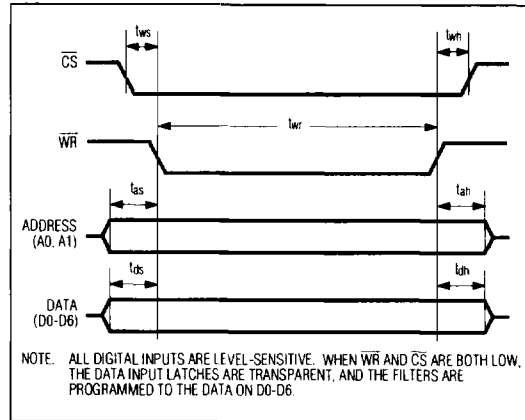 tws
twh
CS
twr
WR
tas
tah
ADDRESS
(A0, A1)
tds
tdh
DATA
(D0-D6)
NOTE. ALL DIGITAL INPUTS ARE LEVEL-SENSITIVE. WHEN WR AND CS ARE BOTH LOW,
THE DATA INPUT LATCHES ARE TRANSPARENT, AND THE FILTERS ARE
PROGRAMMED TO THE DATA ON D0-D6.